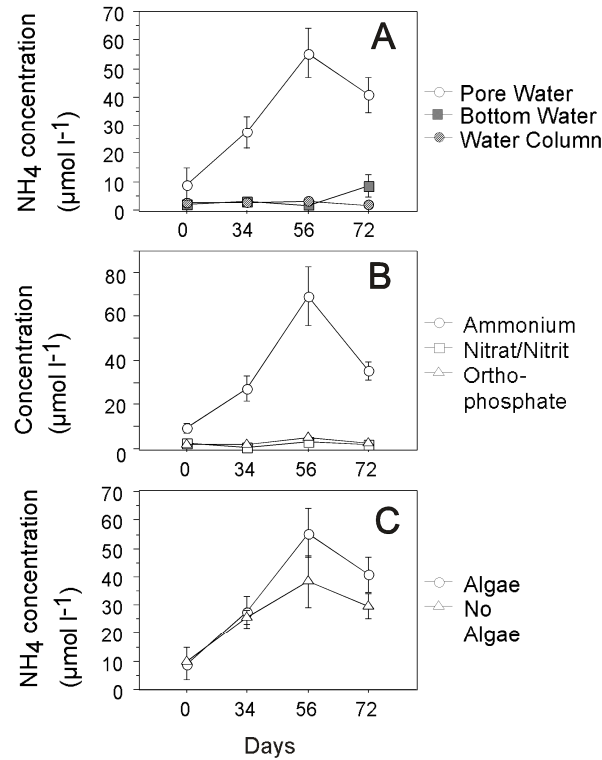 70
60
50
40
30
20
10
0
NH4 concentration
(µmol l-1)
A
Pore Water
Bottom Water
Water Column
0 34 56 72
80
60
40
20
0
Concentration
(µmol l-1)
B
Ammonium
Nitrat/Nitrit
Ortho-
phosphate
0 34 56 72
70
60
50
40
30
20
10
0
NH4 concentration
(µmol l-1)
C
Algae
No
Algae
0 34 56 72
Days